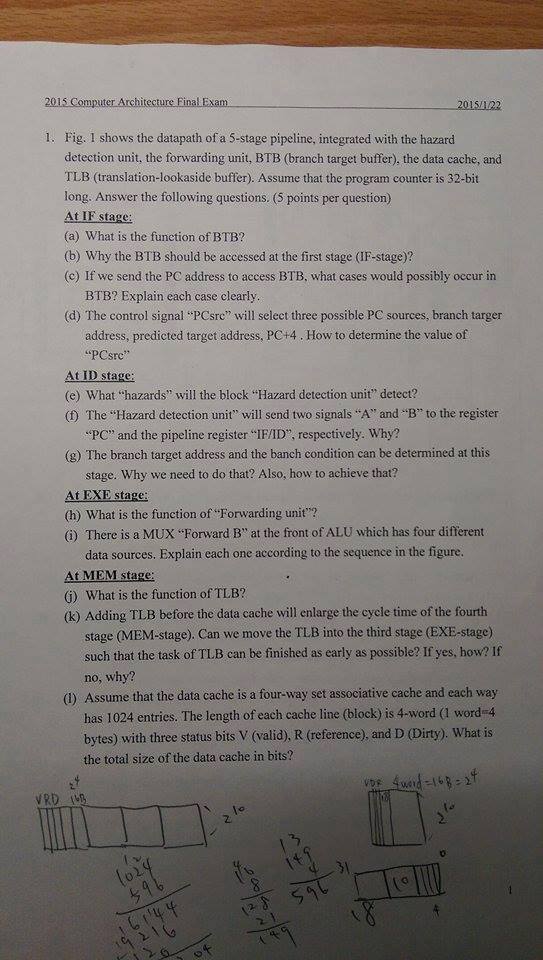 2015 Computer Architecture Final Exam 2015/1/22
1. Fig. 1 shows the datapath of a 5-stage pipeline, integrated with the hazard
detection unit, the forwarding unit, BTB (branch target buffer), the data cache, and
TLB (translation-lookaside buffer). Assume that the program counter is 32-bit
long. Answer the following questions. (5 points per question)
At IF stage:
(a) What is the function of BTB?
(b) Why the BTB should be accessed at the first stage (IF-stage)?
(c) If we send the PC address to access BTB, what cases would possibly occur in
BTB? Explain each case clearly.
(d) The control signal “PCsrc” will select three possible PC sources, branch targer
address, predicted target address, PC+4 . How to determine the value of
“PCsrc”
At ID stage:
(e) What “hazards” will the block “Hazard detection unit” detect?
(f) The “Hazard detection unit” will send two signals “A” and “B” to the register
“PC” and the pipeline register “IF/ID”, respectively. Why?
(g) The branch target address and the banch condition can be determined at this
stage. Why we need to do that? Also, how to achieve that?
At EXE stage:
(h) What is the function of “Forwarding unit”?
(i) There is a MUX “Forward B” at the front of ALU which has four different
data sources. Explain each one according to the sequence in the figure.
At MEM stage:
(j) What is the function of TLB?
(k) Adding TLB before the data cache will enlarge the cycle time of the fourth
stage (MEM-stage). Can we move the TLB into the third stage (EXE-stage)
such that the task of TLB can be finished as early as possible? If yes, how? If
no, why?
(l) Assume that the data cache is a four-way set associative cache and each way
has 1024 entries. The length of each cache line (block) is 4-word (1 word=4
bytes) with three status bits V (valid), R (reference), and D (Dirty). What is
the total size of the data cache in bits?
2⁴
VRD 16B
2¹⁰
VDR 4word=16B=2⁴
18
2¹⁰
1024
596
6144
9216
16
8
128
21
149
149
4
596
31 0
10
18 4
1